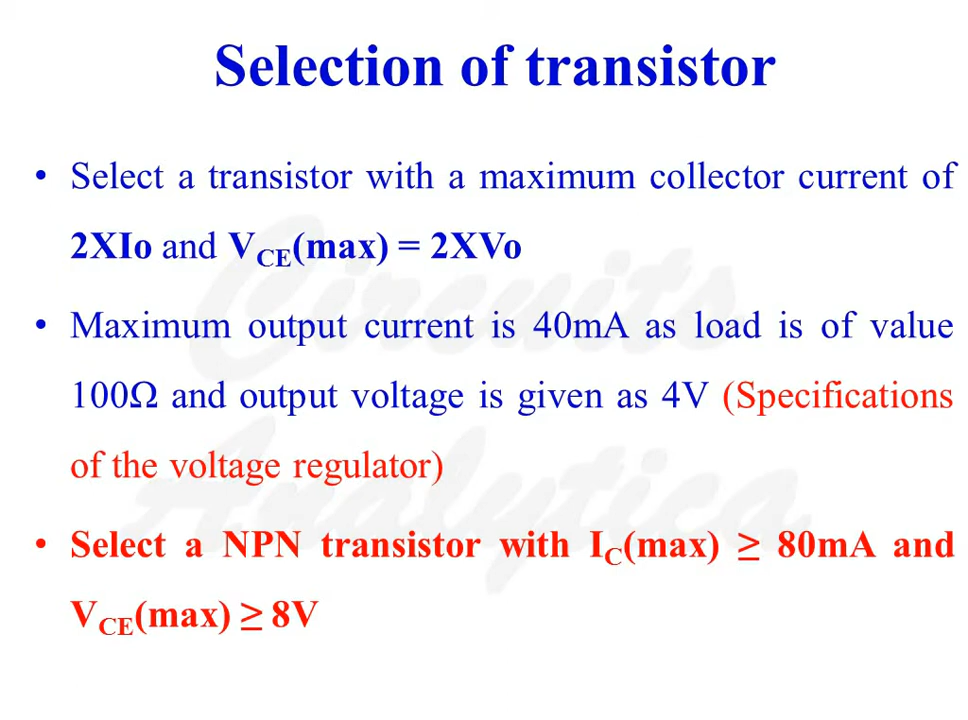 Selection of transistor
• Select a transistor with a maximum collector current of
2XIo and VCE(max) = 2XVo
• Maximum output current is 40mA as load is of value
100Ω and output voltage is given as 4V (Specifications
of the voltage regulator)
• Select a NPN transistor with IC(max) ≥ 80mA and
VCE(max) ≥ 8V
Circuits
Analytica